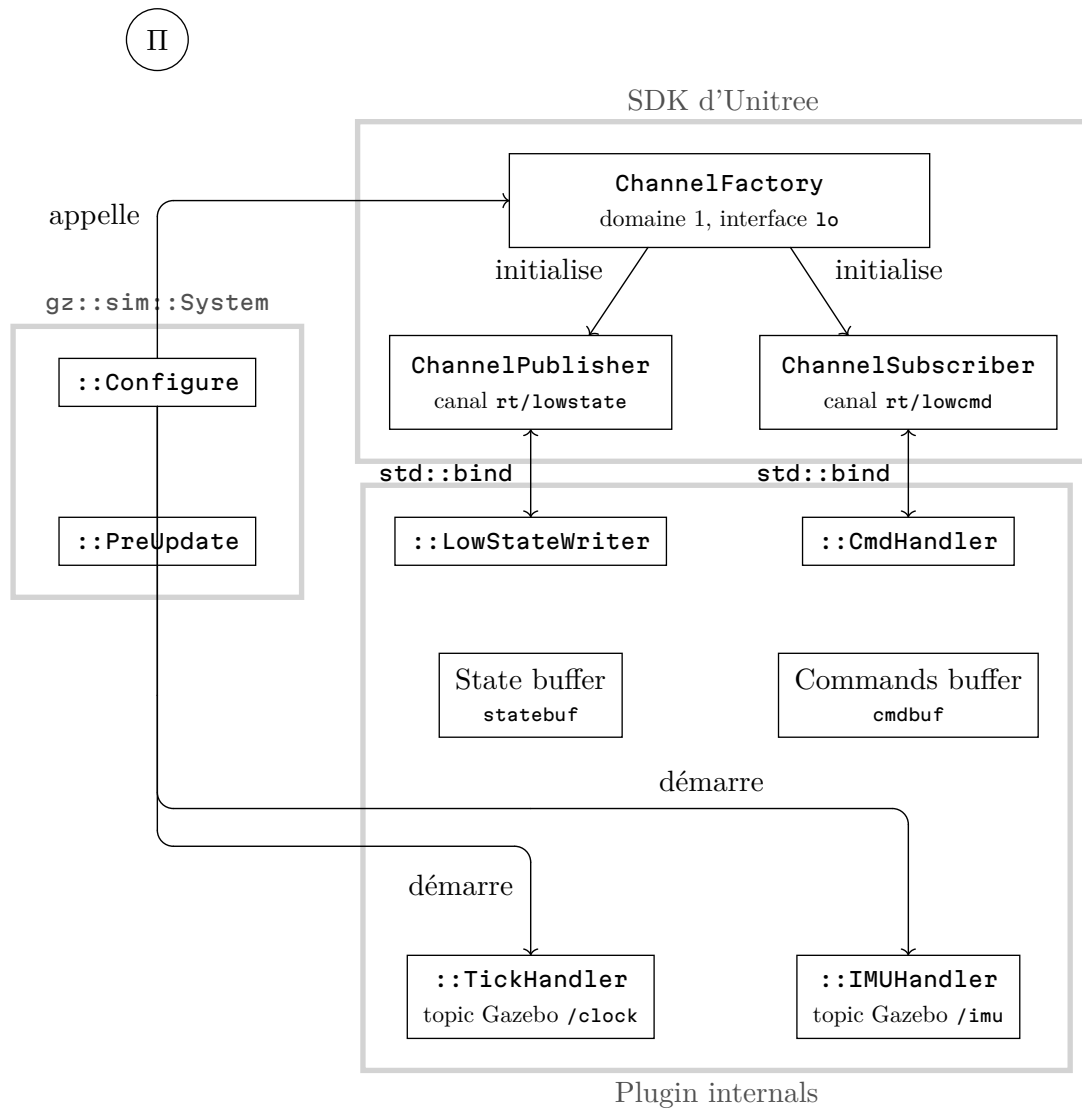 Π
SDK d'Unitree
ChannelFactory
domaine 1, interface lo
appelle
initialise
initialise
gz::sim::System
::Configure
ChannelPublisher
canal rt/lowstate
ChannelSubscriber
canal rt/lowcmd
std::bind
std::bind
::PreUpdate
::LowStateWriter
::CmdHandler
State buffer
statebuf
Commands buffer
cmdbuf
démarre
démarre
::TickHandler
topic Gazebo /clock
::IMUHandler
topic Gazebo /imu
Plugin internals